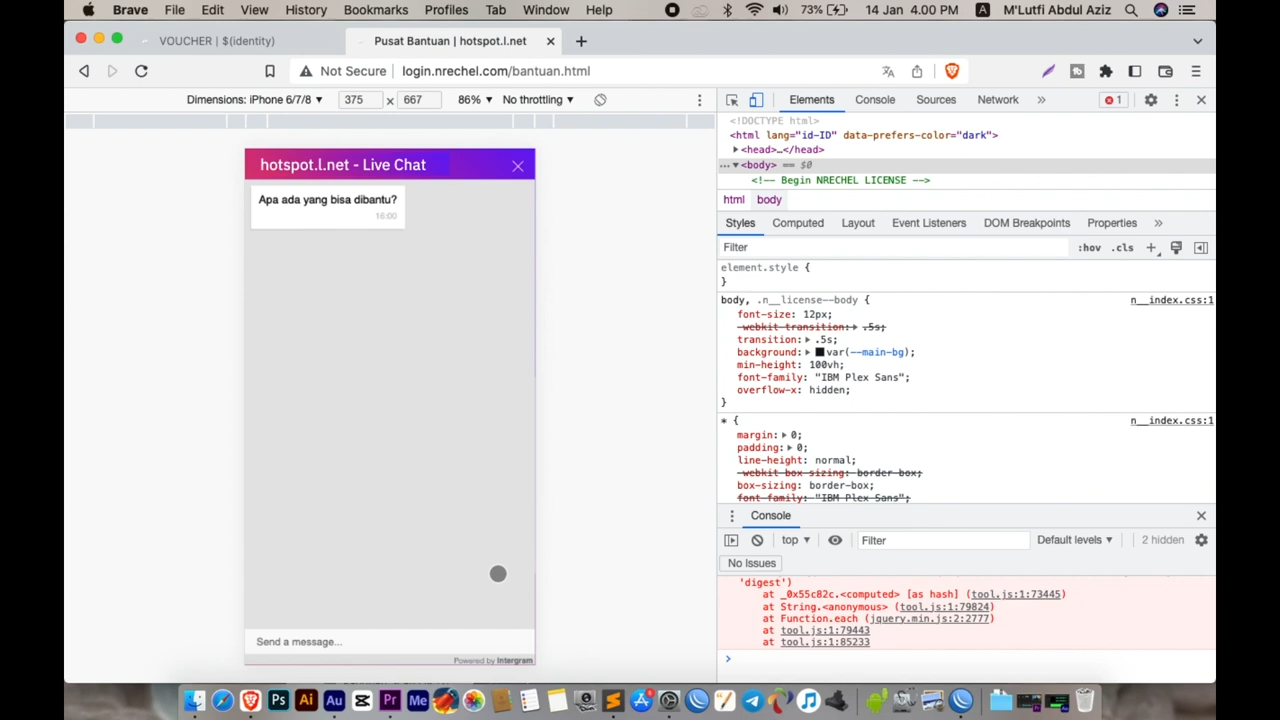 Brave File Edit View History Bookmarks Profiles Tab Window Help 73% 14 Jan 4.00 PM A M'Lutfi Abdul Aziz
VOUCHER | $(identity) Pusat Bantuan | hotspot.l.net
Not Secure login.nrechel.com/bantuan.html
Dimensions: iPhone 6/7/8 ▼ 375 x 667 86% ▼ No throttling ▼
Elements Console Sources Network » 1
<!DOCTYPE html>
<html lang="id-ID" data-prefers-color="dark">
<head>…</head>
<body> == $0
<!-- Begin NRECHEL LICENSE -->
html body
Styles Computed Layout Event Listeners DOM Breakpoints Properties »
Filter :hov .cls
element.style {
}
body, .n__license--body { n__index.css:1
font-size: 12px;
-webkit-transition: .5s;
transition: .5s;
background: var(--main-bg);
min-height: 100vh;
font-family: "IBM Plex Sans";
overflow-x: hidden;
}
* { n__index.css:1
margin: 0;
padding: 0;
line-height: normal;
-webkit-box-sizing: border-box;
box-sizing: border-box;
font-family: "IBM Plex Sans";
Console
top ▼ Filter Default levels ▼ 2 hidden
No Issues
'digest')
at _0x55c82c.<computed> [as hash] (tool.js:1:73445)
at String.<anonymous> (tool.js:1:79824)
at Function.each (jquery.min.js:2:2777)
at tool.js:1:79443
at tool.js:1:85233
hotspot.l.net - Live Chat
Apa ada yang bisa dibantu?
16:00
Send a message...
Powered by Intergram
Ps Ai Au Pr Me